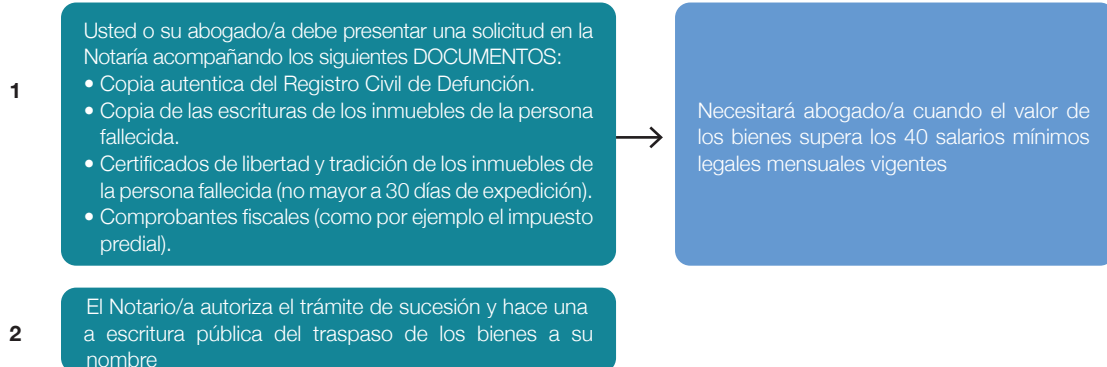 1
Usted o su abogado/a debe presentar una solicitud en la
Notaría acompañando los siguientes DOCUMENTOS:
• Copia autentica del Registro Civil de Defunción.
• Copia de las escrituras de los inmuebles de la persona
fallecida.
• Certificados de libertad y tradición de los inmuebles de
la persona fallecida (no mayor a 30 días de expedición).
• Comprobantes fiscales (como por ejemplo el impuesto
predial).
Necesitará abogado/a cuando el valor de
los bienes supera los 40 salarios mínimos
legales mensuales vigentes
2
El Notario/a autoriza el trámite de sucesión y hace una
a escritura pública del traspaso de los bienes a su
nombre